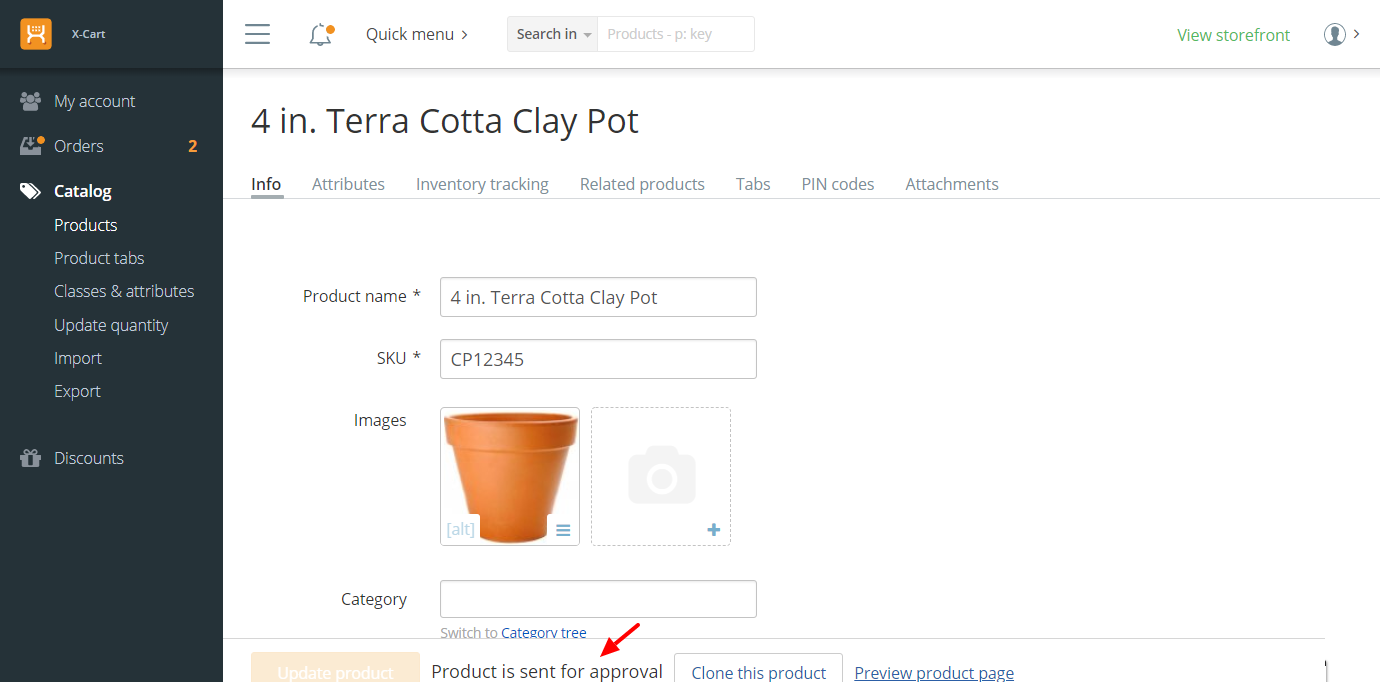 X-Cart
Quick menu
Search in
Products - p: key
View storefront
My account
Orders 2
Catalog
Products
Product tabs
Classes & attributes
Update quantity
Import
Export
Discounts
4 in. Terra Cotta Clay Pot
Info Attributes Inventory tracking Related products Tabs PIN codes Attachments
Product name * 4 in. Terra Cotta Clay Pot
SKU * CP12345
Images
[alt]
Category
Switch to Category tree
Update product Product is sent for approval Clone this product Preview product page